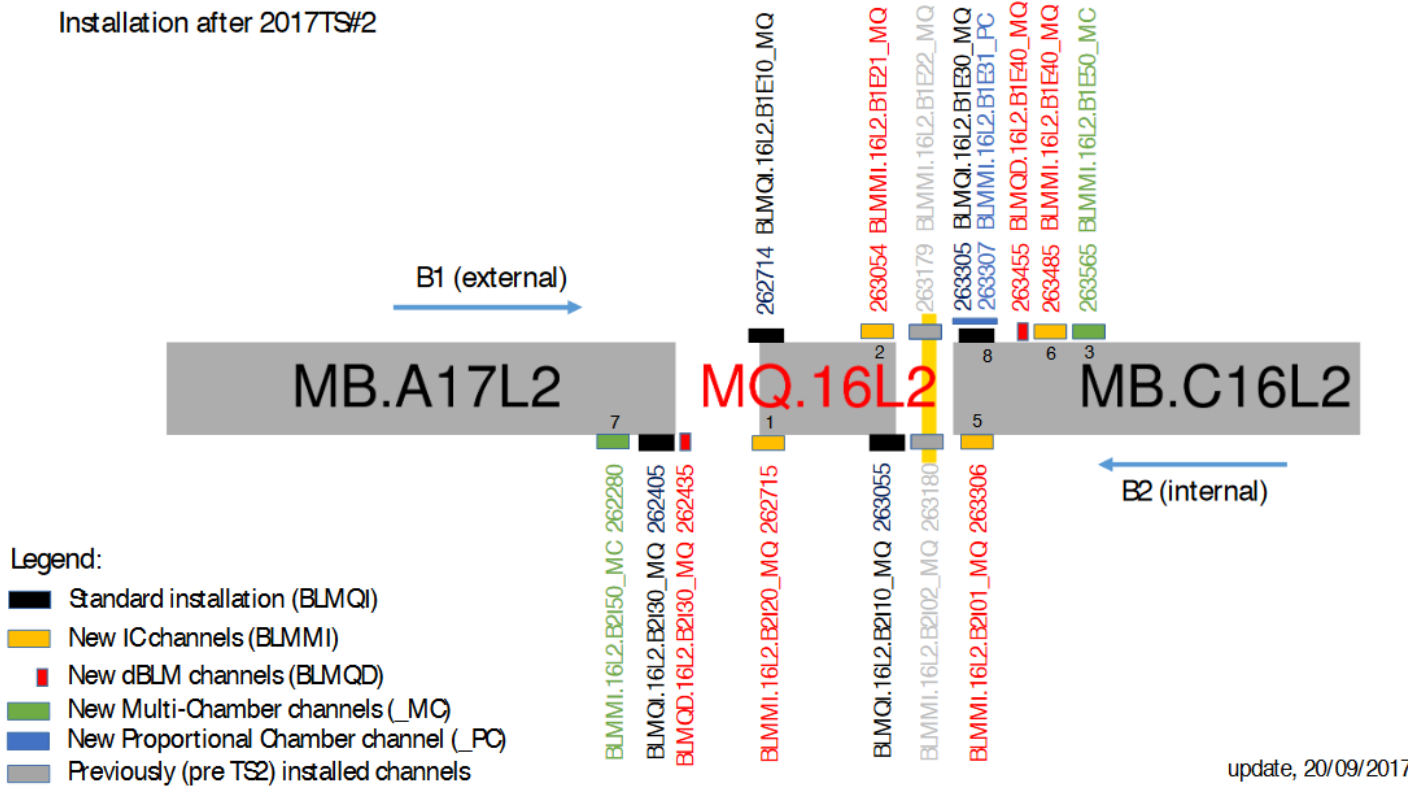 Installation after 2017TS#2
262714 BLMQI.16L2.B1E10_MQ
263054 BLMMI.16L2.B1E21_MQ
263179 BLMMI.16L2.B1E22_MQ
263305 BLMQI.16L2.B1E30_MQ
263307 BLMMI.16L2.B1E31_PC
263455 BLMQD.16L2.B1E40_MQ
263485 BLMMI.16L2.B1E40_MQ
263565 BLMMI.16L2.B1E50_MC
B1 (external)
2 8 6 3
MB.A17L2 MQ.16L2 MB.C16L2
7 1 5
B2 (internal)
BLMMI.16L2.B2I50_MC 262280
BLMQI.16L2.B2I30_MQ 262405
BLMQD.16L2.B2I30_MQ 262435
BLMMI.16L2.B2I20_MQ 262715
BLMQI.16L2.B2I10_MQ 263055
BLMMI.16L2.B2I02_MQ 263180
BLMMI.16L2.B2I01_MQ 263306
Legend:
Standard installation (BLMQI)
New IC channels (BLMMI)
New dBLM channels (BLMQD)
New Multi-Chamber channels (_MC)
New Proportional Chamber channel (_PC)
Previously (pre TS2) installed channels
update, 20/09/2017